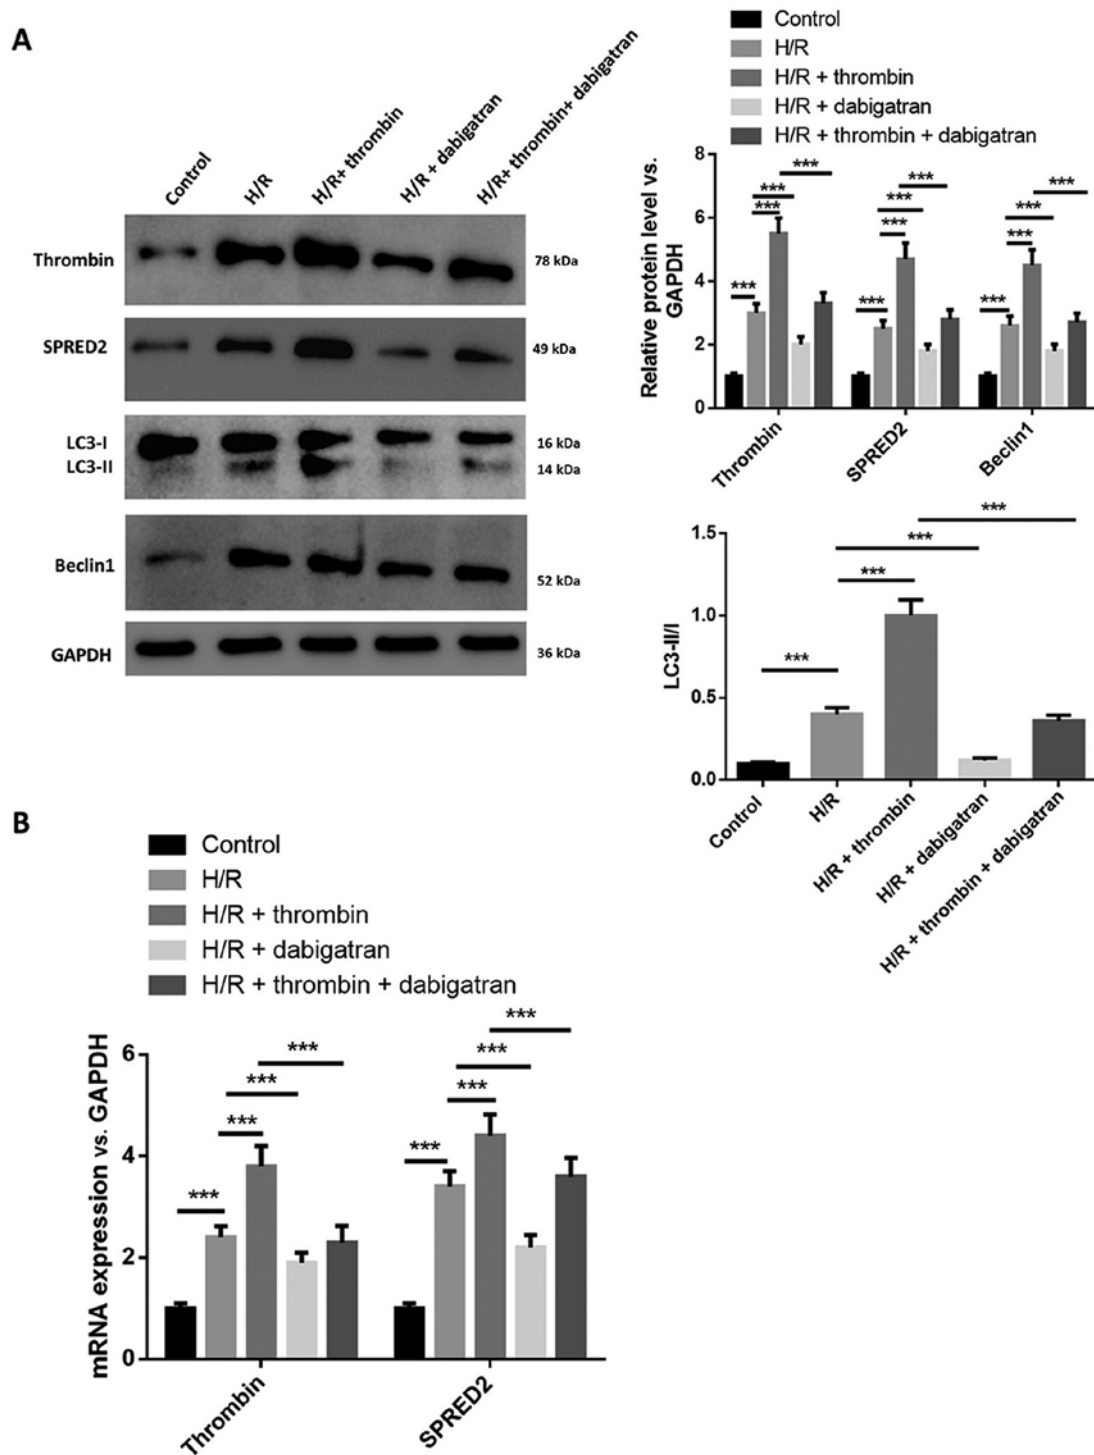 A
Control
H/R
H/R+ thrombin
H/R + dabigatran
H/R+ thrombin+ dabigatran
Thrombin
78 kDa
SPRED2
49 kDa
LC3-I
16 kDa
LC3-II
14 kDa
Beclin1
52 kDa
GAPDH
36 kDa
Control
H/R
H/R + thrombin
H/R + dabigatran
H/R + thrombin + dabigatran
Relative protein level vs.
GAPDH
8
6
4
2
0
***
***
***
***
***
***
***
***
***
***
***
***
Thrombin
SPRED2
Beclin1
LC3-II/I
1.5
1.0
0.5
0.0
***
***
***
***
Control
H/R
H/R + thrombin
H/R + dabigatran
H/R + thrombin + dabigatran
B
Control
H/R
H/R + thrombin
H/R + dabigatran
H/R + thrombin + dabigatran
mRNA expression vs. GAPDH
6
4
2
0
***
***
***
***
***
***
***
***
Thrombin
SPRED2